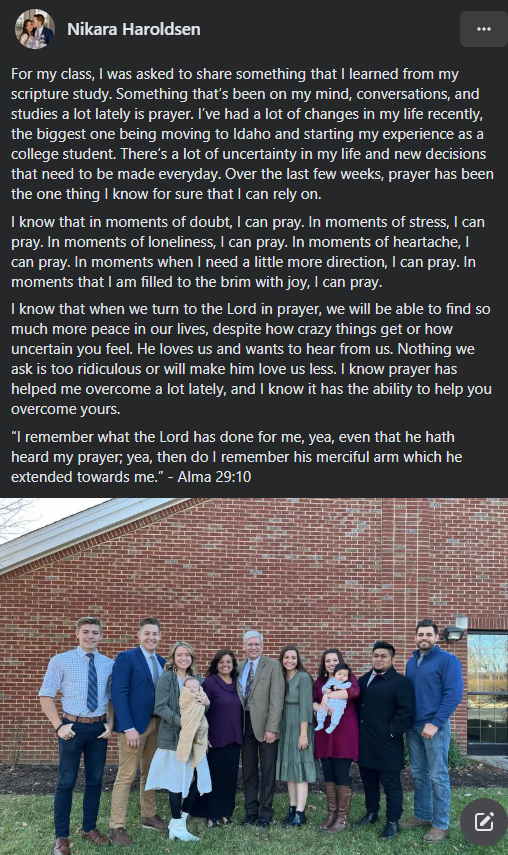 Nikara Haroldsen
For my class, I was asked to share something that I learned from my
scripture study. Something that’s been on my mind, conversations, and
studies a lot lately is prayer. I’ve had a lot of changes in my life recently,
the biggest one being moving to Idaho and starting my experience as a
college student. There’s a lot of uncertainty in my life and new decisions
that need to be made everyday. Over the last few weeks, prayer has been
the one thing I know for sure that I can rely on.
I know that in moments of doubt, I can pray. In moments of stress, I can
pray. In moments of loneliness, I can pray. In moments of heartache, I
can pray. In moments when I need a little more direction, I can pray. In
moments that I am filled to the brim with joy, I can pray.
I know that when we turn to the Lord in prayer, we will be able to find so
much more peace in our lives, despite how crazy things get or how
uncertain you feel. He loves us and wants to hear from us. Nothing we
ask is too ridiculous or will make him love us less. I know prayer has
helped me overcome a lot lately, and I know it has the ability to help you
overcome yours.
“I remember what the Lord has done for me, yea, even that he hath
heard my prayer; yea, then do I remember his merciful arm which he
extended towards me.” - Alma 29:10